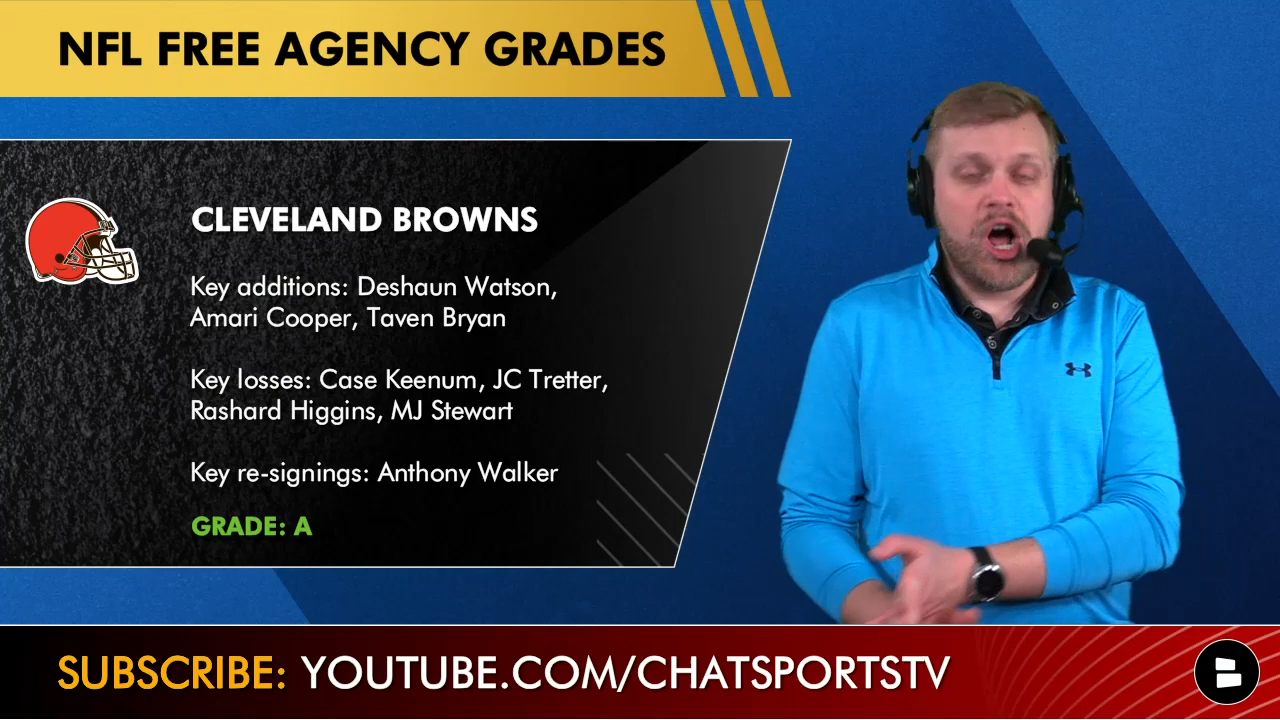 NFL FREE AGENCY GRADES
CLEVELAND BROWNS
Key additions: Deshaun Watson,
Amari Cooper, Taven Bryan
Key losses: Case Keenum, JC Tretter,
Rashard Higgins, MJ Stewart
Key re-signings: Anthony Walker
GRADE: A
SUBSCRIBE: YOUTUBE.COM/CHATSPORTSTV